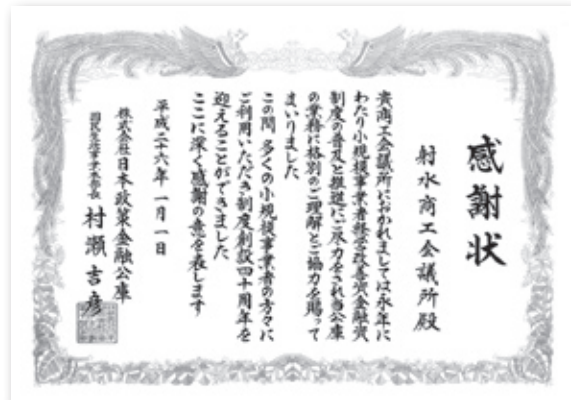 感謝状
射水商工会議所殿
貴商工会議所におかれましては永年に
わたり小規模事業者経営改善資金融資
制度の普及と推進にご尽力をされ当公庫
の業務に格別のご理解とご協力を賜って
まいりました
この間 多くの小規模事業者の方々に
ご利用いただき制度創設四十周年を
迎えることができました
ここに深く感謝の意を表します
平成二十六年一月一日
株式会社日本政策金融公庫
国民生活事業本部長 村瀬吉彦